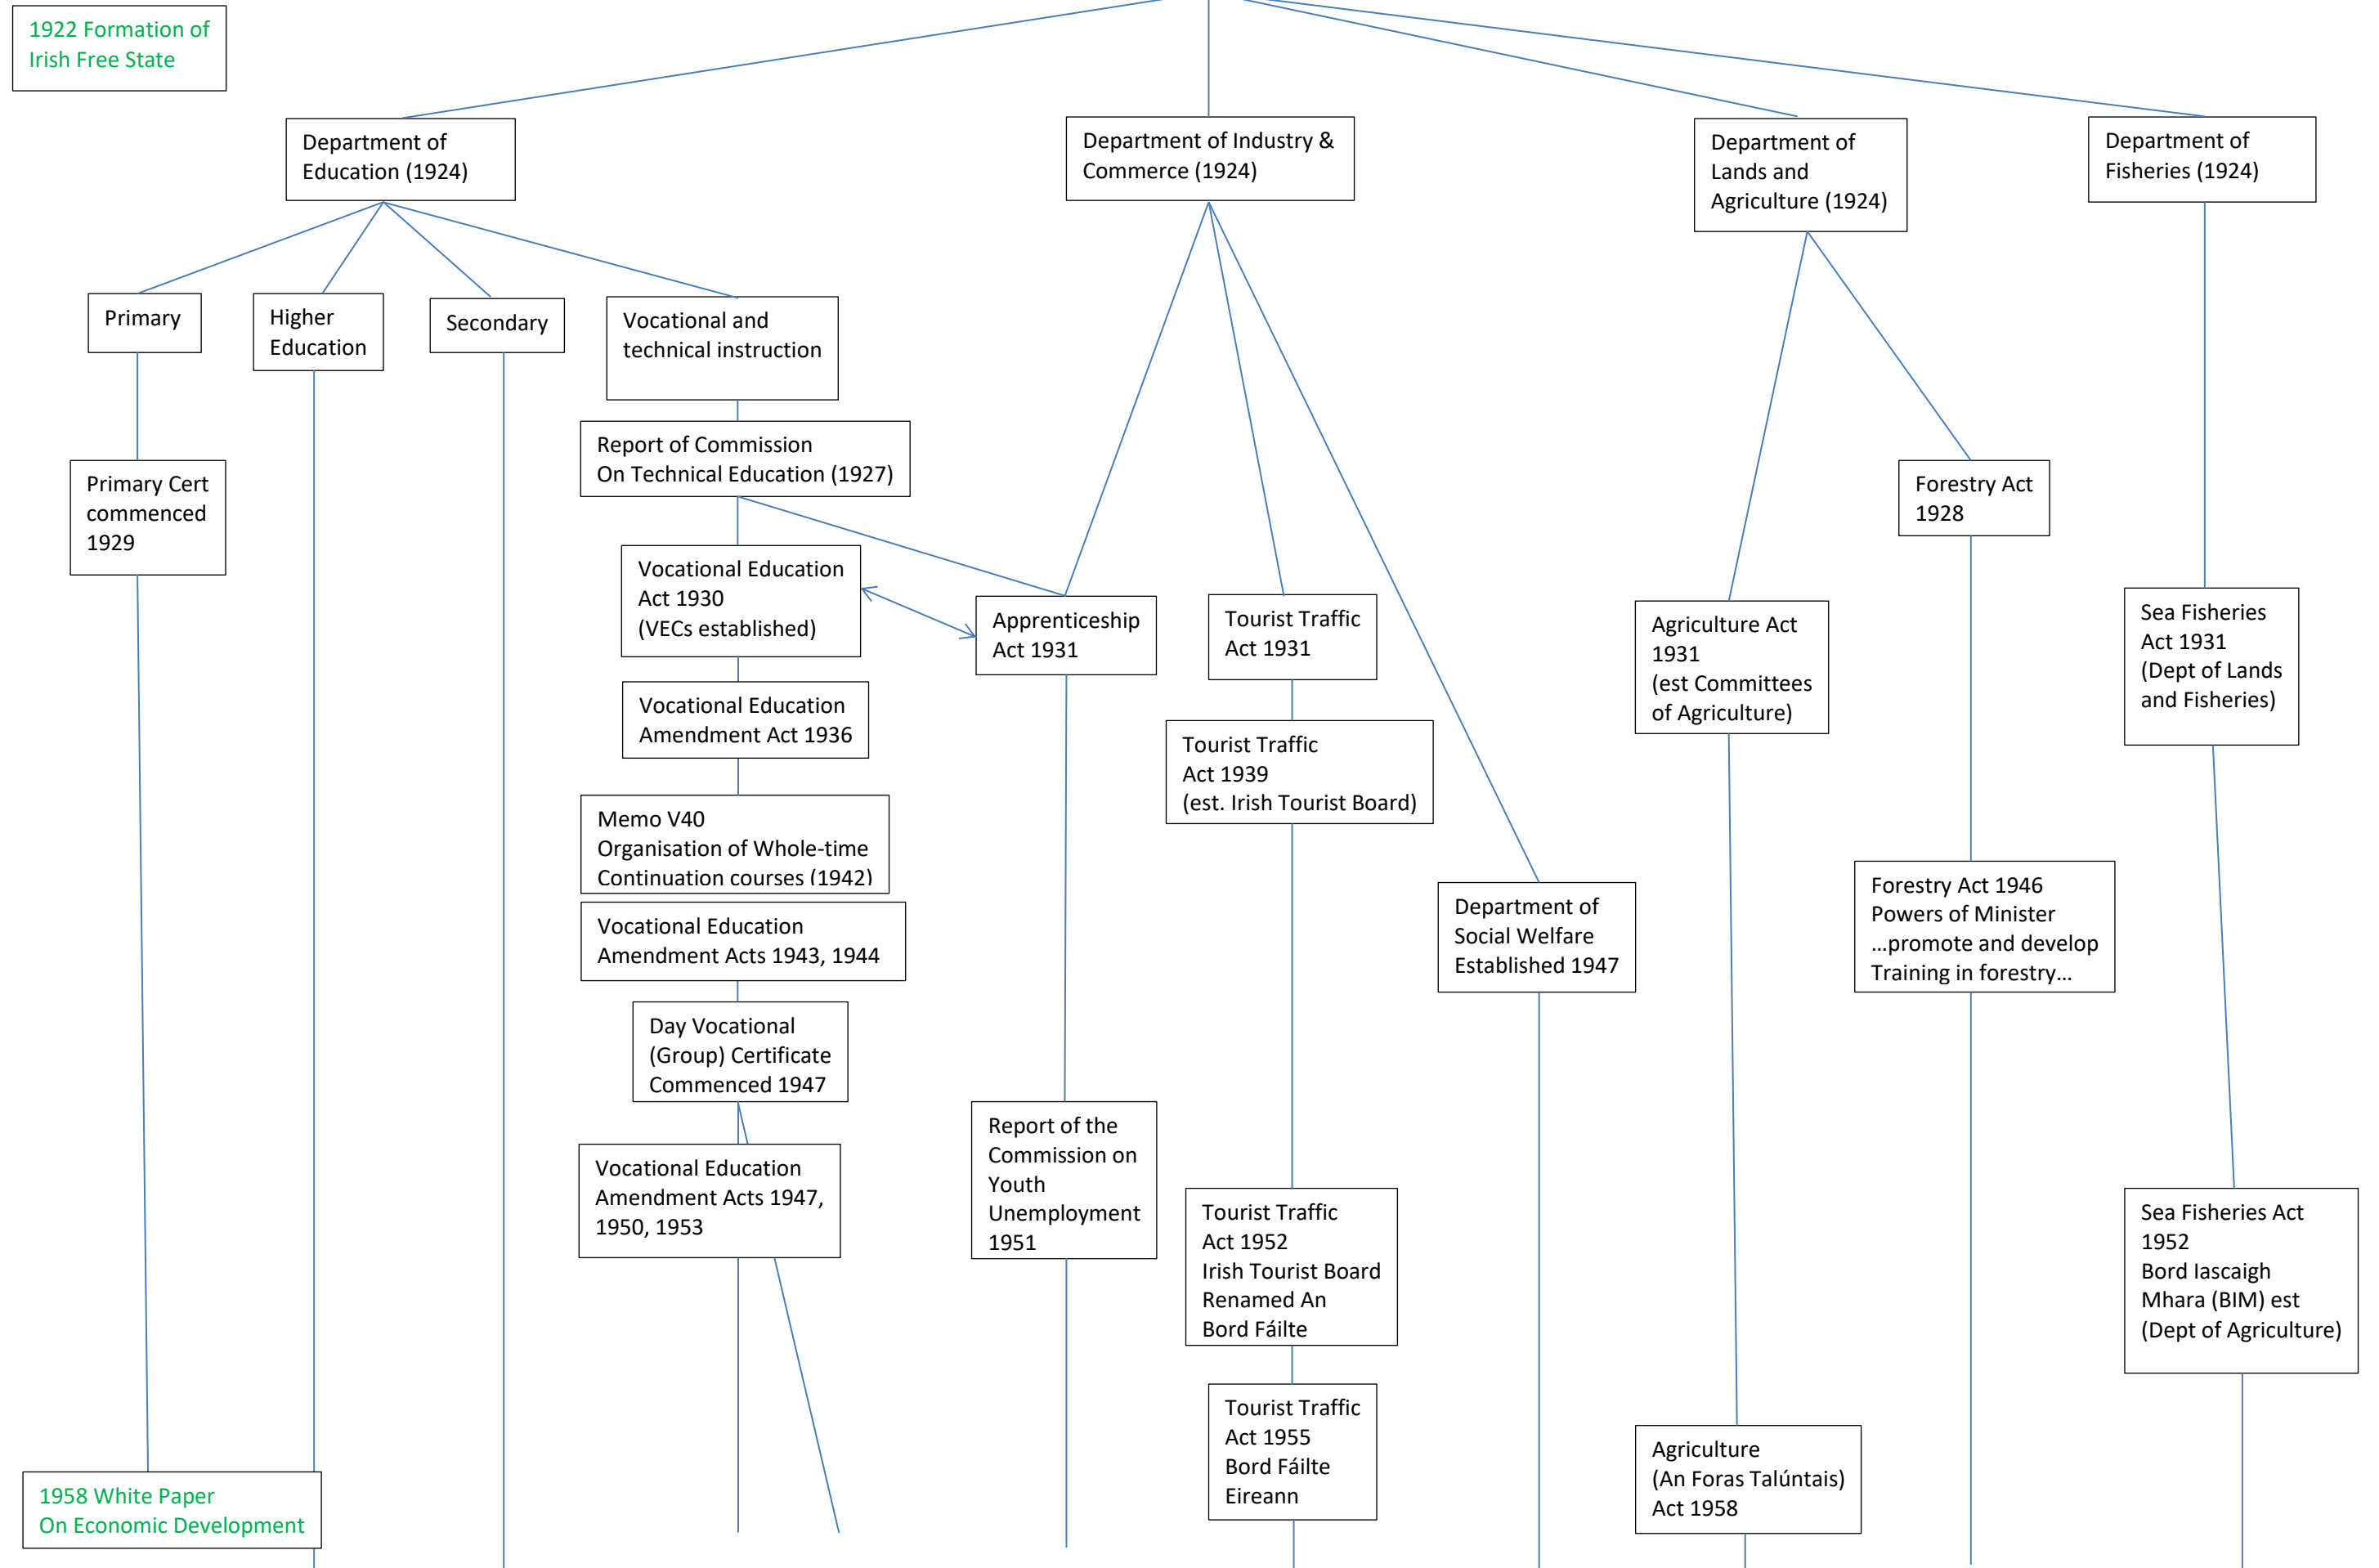 1922 Formation of
Irish Free State
Department of
Education (1924)
Department of Industry &
Commerce (1924)
Department of
Lands and
Agriculture (1924)
Department of
Fisheries (1924)
Primary
Higher
Education
Secondary
Vocational and
technical instruction
Report of Commission
On Technical Education (1927)
Primary Cert
commenced
1929
Forestry Act
1928
Vocational Education
Act 1930
(VECs established)
Apprenticeship
Act 1931
Tourist Traffic
Act 1931
Agriculture Act
1931
(est Committees
of Agriculture)
Sea Fisheries
Act 1931
(Dept of Lands
and Fisheries)
Vocational Education
Amendment Act 1936
Tourist Traffic
Act 1939
(est. Irish Tourist Board)
Memo V40
Organisation of Whole-time
Continuation courses (1942)
Vocational Education
Amendment Acts 1943, 1944
Department of
Social Welfare
Established 1947
Forestry Act 1946
Powers of Minister
…promote and develop
Training in forestry…
Day Vocational
(Group) Certificate
Commenced 1947
Vocational Education
Amendment Acts 1947,
1950, 1953
Report of the
Commission on
Youth
Unemployment
1951
Tourist Traffic
Act 1952
Irish Tourist Board
Renamed An
Bord Fáilte
Sea Fisheries Act
1952
Bord Iascaigh
Mhara (BIM) est
(Dept of Agriculture)
Tourist Traffic
Act 1955
Bord Fáilte
Eireann
Agriculture
(An Foras Talúntais)
Act 1958
1958 White Paper
On Economic Development